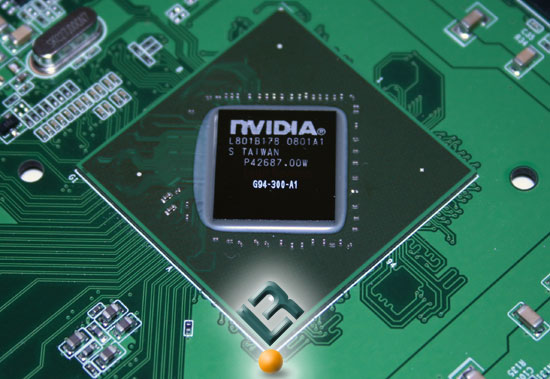 NVIDIA®
L801B178 0801A1
S TAIWAN
P42687.00W
G94-300-A1